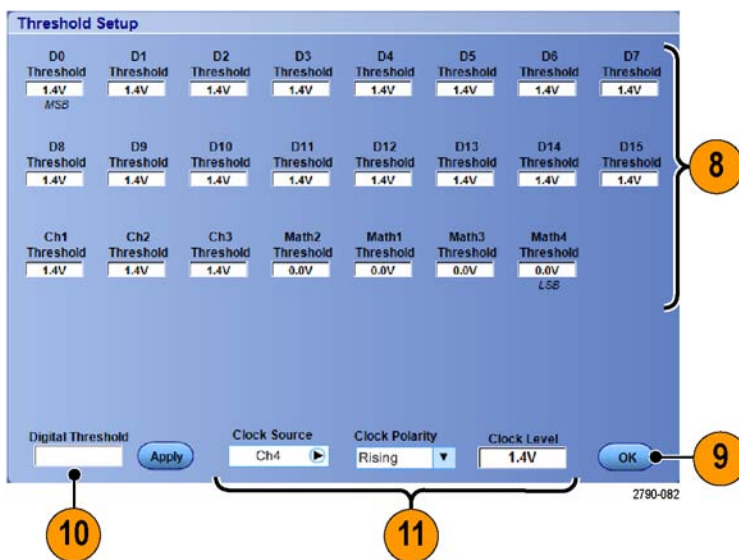 Threshold Setup
D0 D1 D2 D3 D4 D5 D6 D7
Threshold Threshold Threshold Threshold Threshold Threshold Threshold Threshold
1.4V 1.4V 1.4V 1.4V 1.4V 1.4V 1.4V 1.4V
MSB
D8 D9 D10 D11 D12 D13 D14 D15
Threshold Threshold Threshold Threshold Threshold Threshold Threshold Threshold
1.4V 1.4V 1.4V 1.4V 1.4V 1.4V 1.4V 1.4V
8
Ch1 Ch2 Ch3 Math2 Math1 Math3 Math4
Threshold Threshold Threshold Threshold Threshold Threshold Threshold
1.4V 1.4V 1.4V 0.0V 0.0V 0.0V 0.0V
LSB
Digital Threshold Clock Source Clock Polarity Clock Level
Apply Ch4 Rising 1.4V OK
9
2790-082
10 11